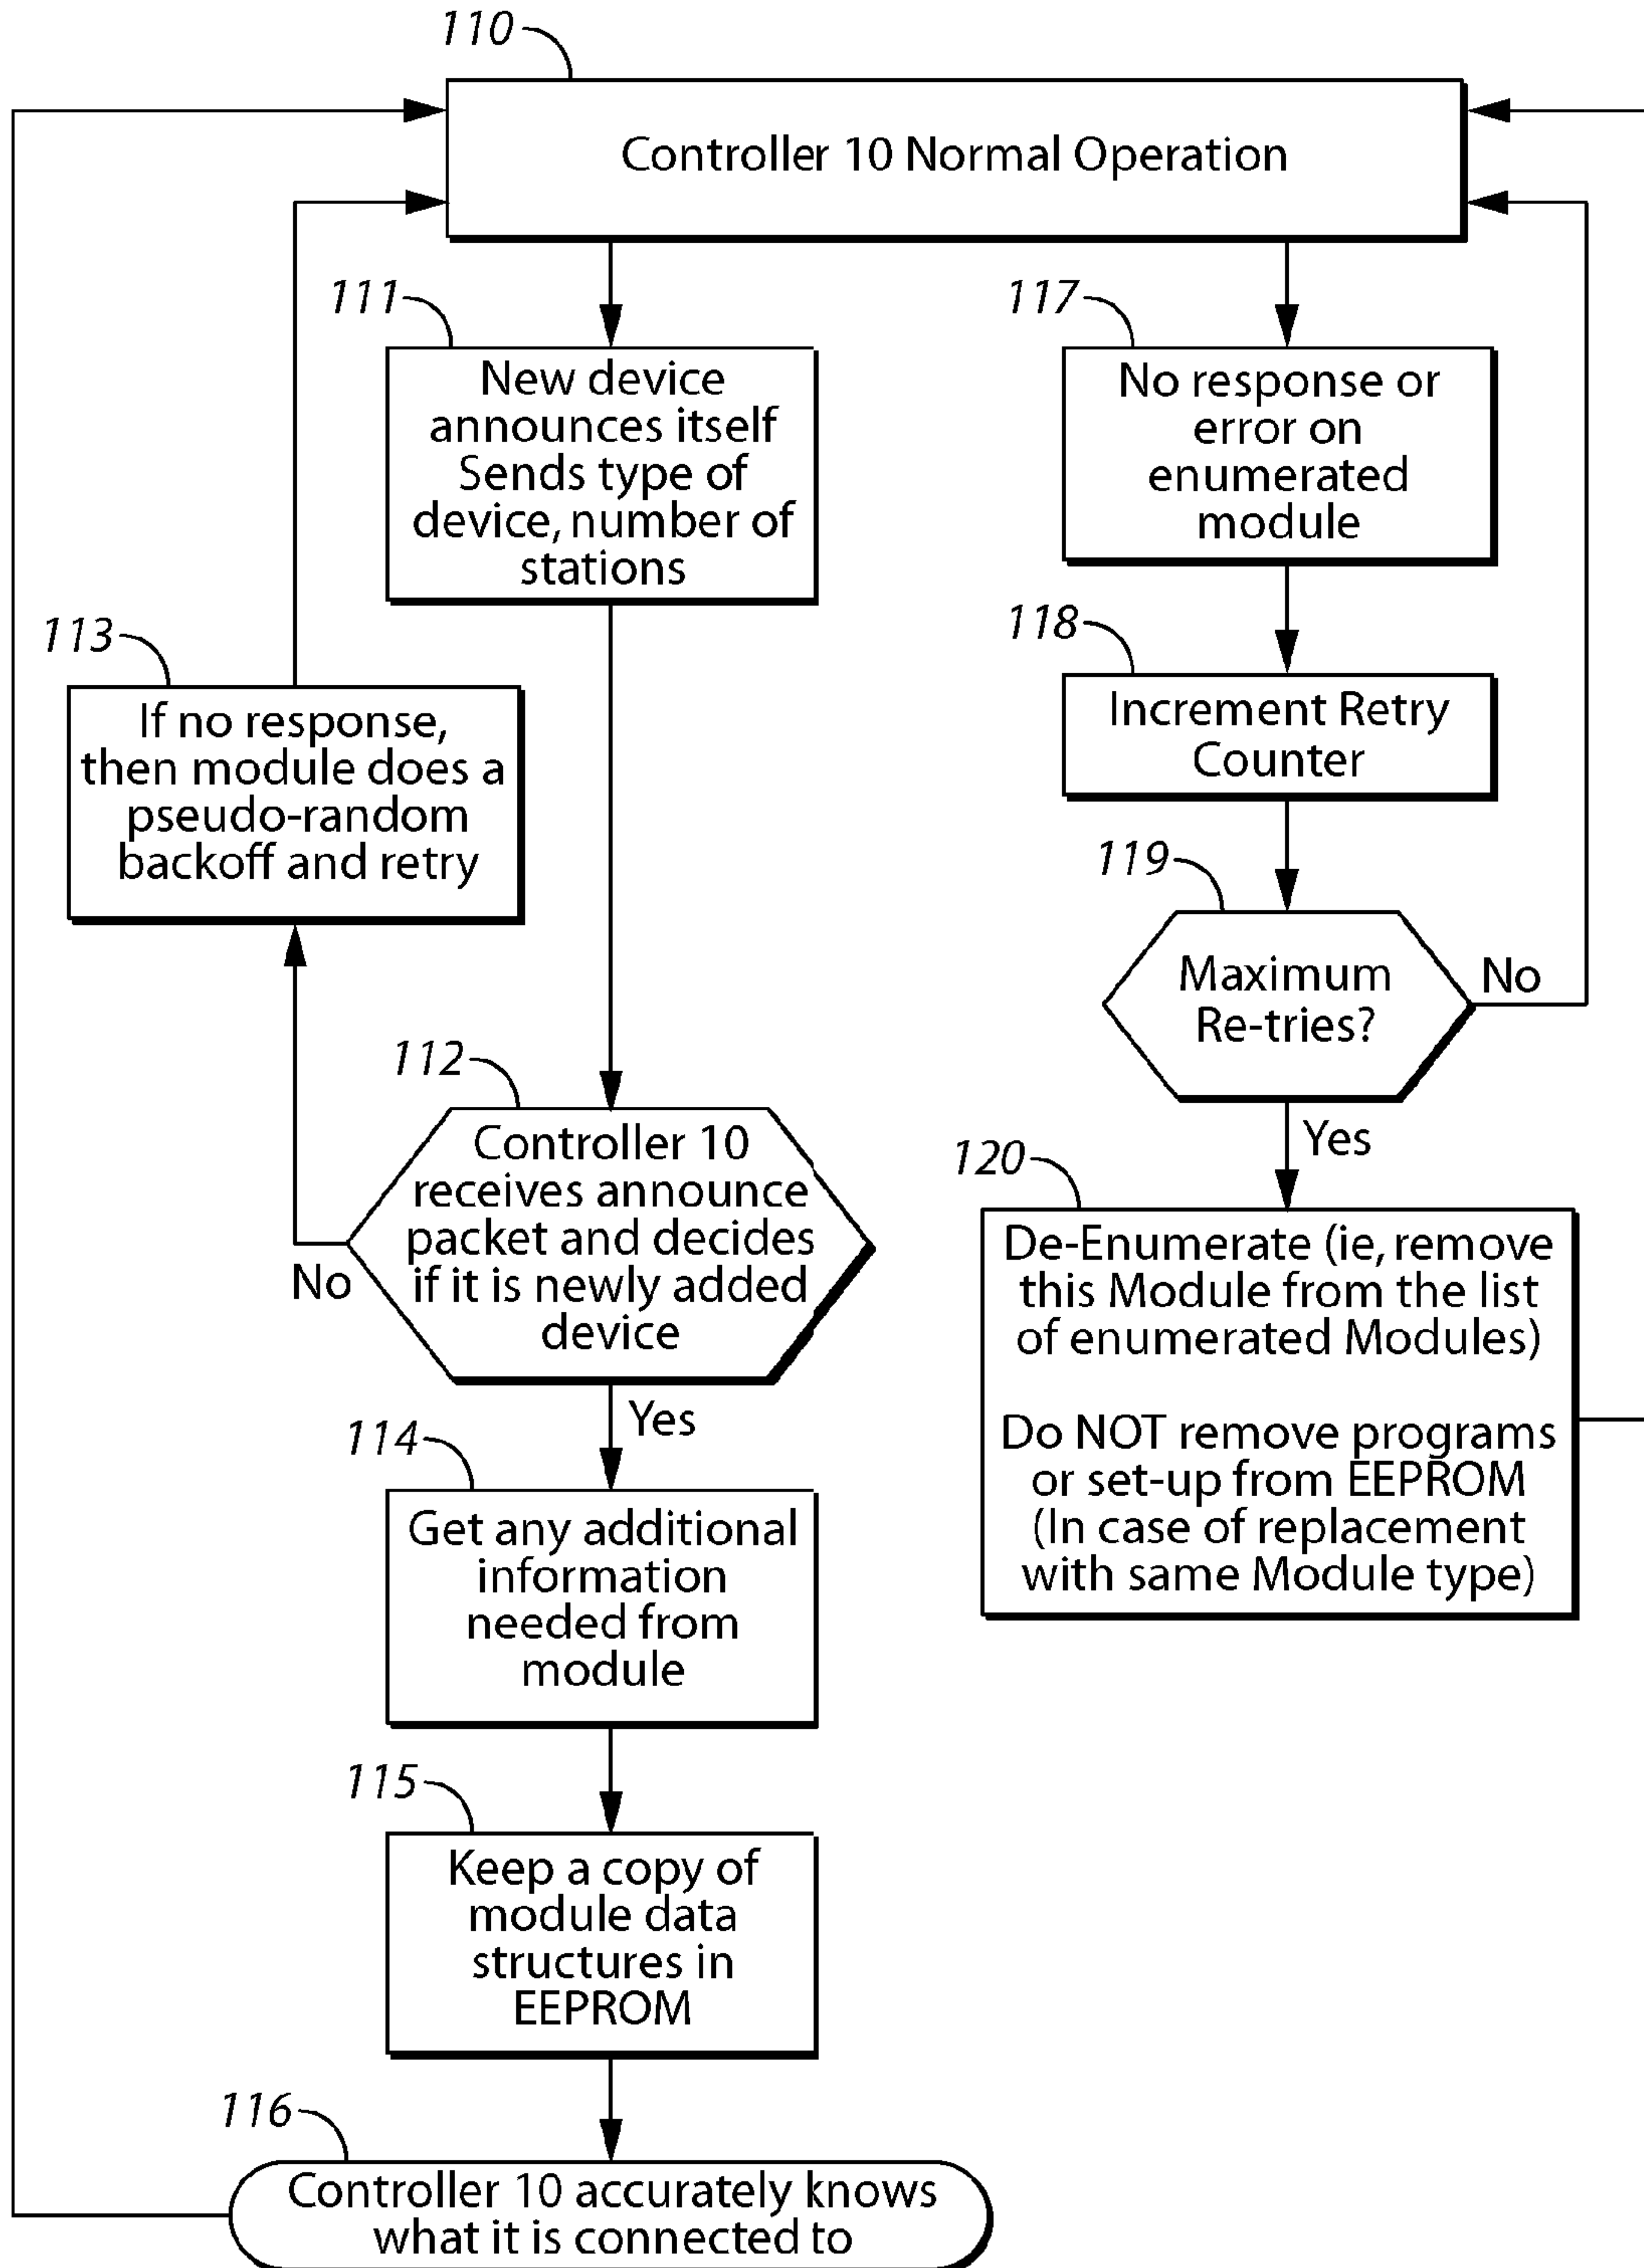 110
Controller 10 Normal Operation
111
New device
announces itself
Sends type of
device, number of
stations
117
No response or
error on
enumerated
module
113
If no response,
then module does a
pseudo-random
backoff and retry
118
Increment Retry
Counter
119
Maximum
Re-tries?
No
Yes
112
Controller 10
receives announce
packet and decides
if it is newly added
device
No
Yes
120
De-Enumerate (ie, remove
this Module from the list
of enumerated Modules)
Do NOT remove programs
or set-up from EEPROM
(In case of replacement
with same Module type)
114
Get any additional
information
needed from
module
115
Keep a copy of
module data
structures in
EEPROM
116
Controller 10 accurately knows
what it is connected to